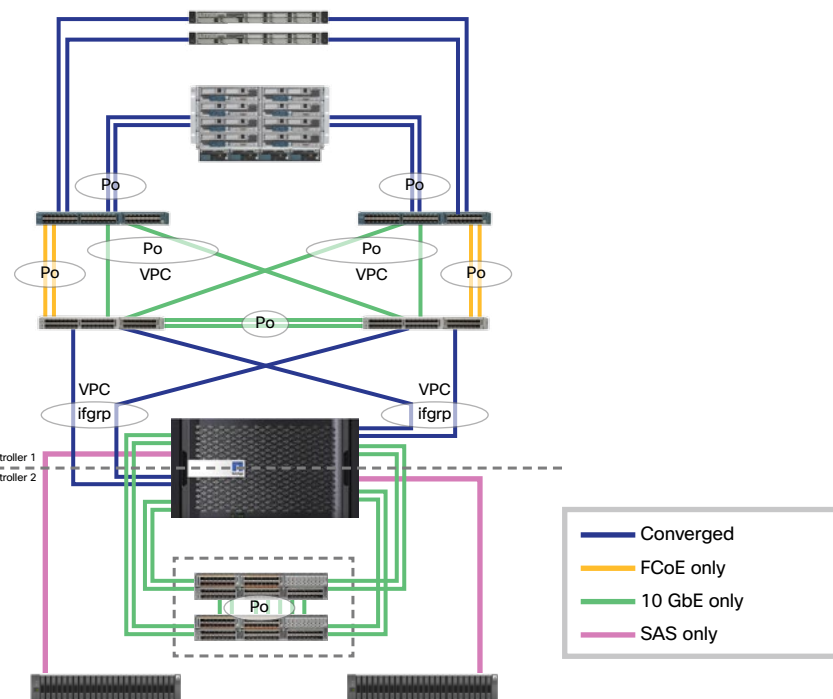 Po
Po
Po
VPC
Po
VPC
Po
Po
Po
VPC
ifgrp
VPC
ifgrp
troller 1
troller 2
Po
Converged
FCoE only
10 GbE only
SAS only